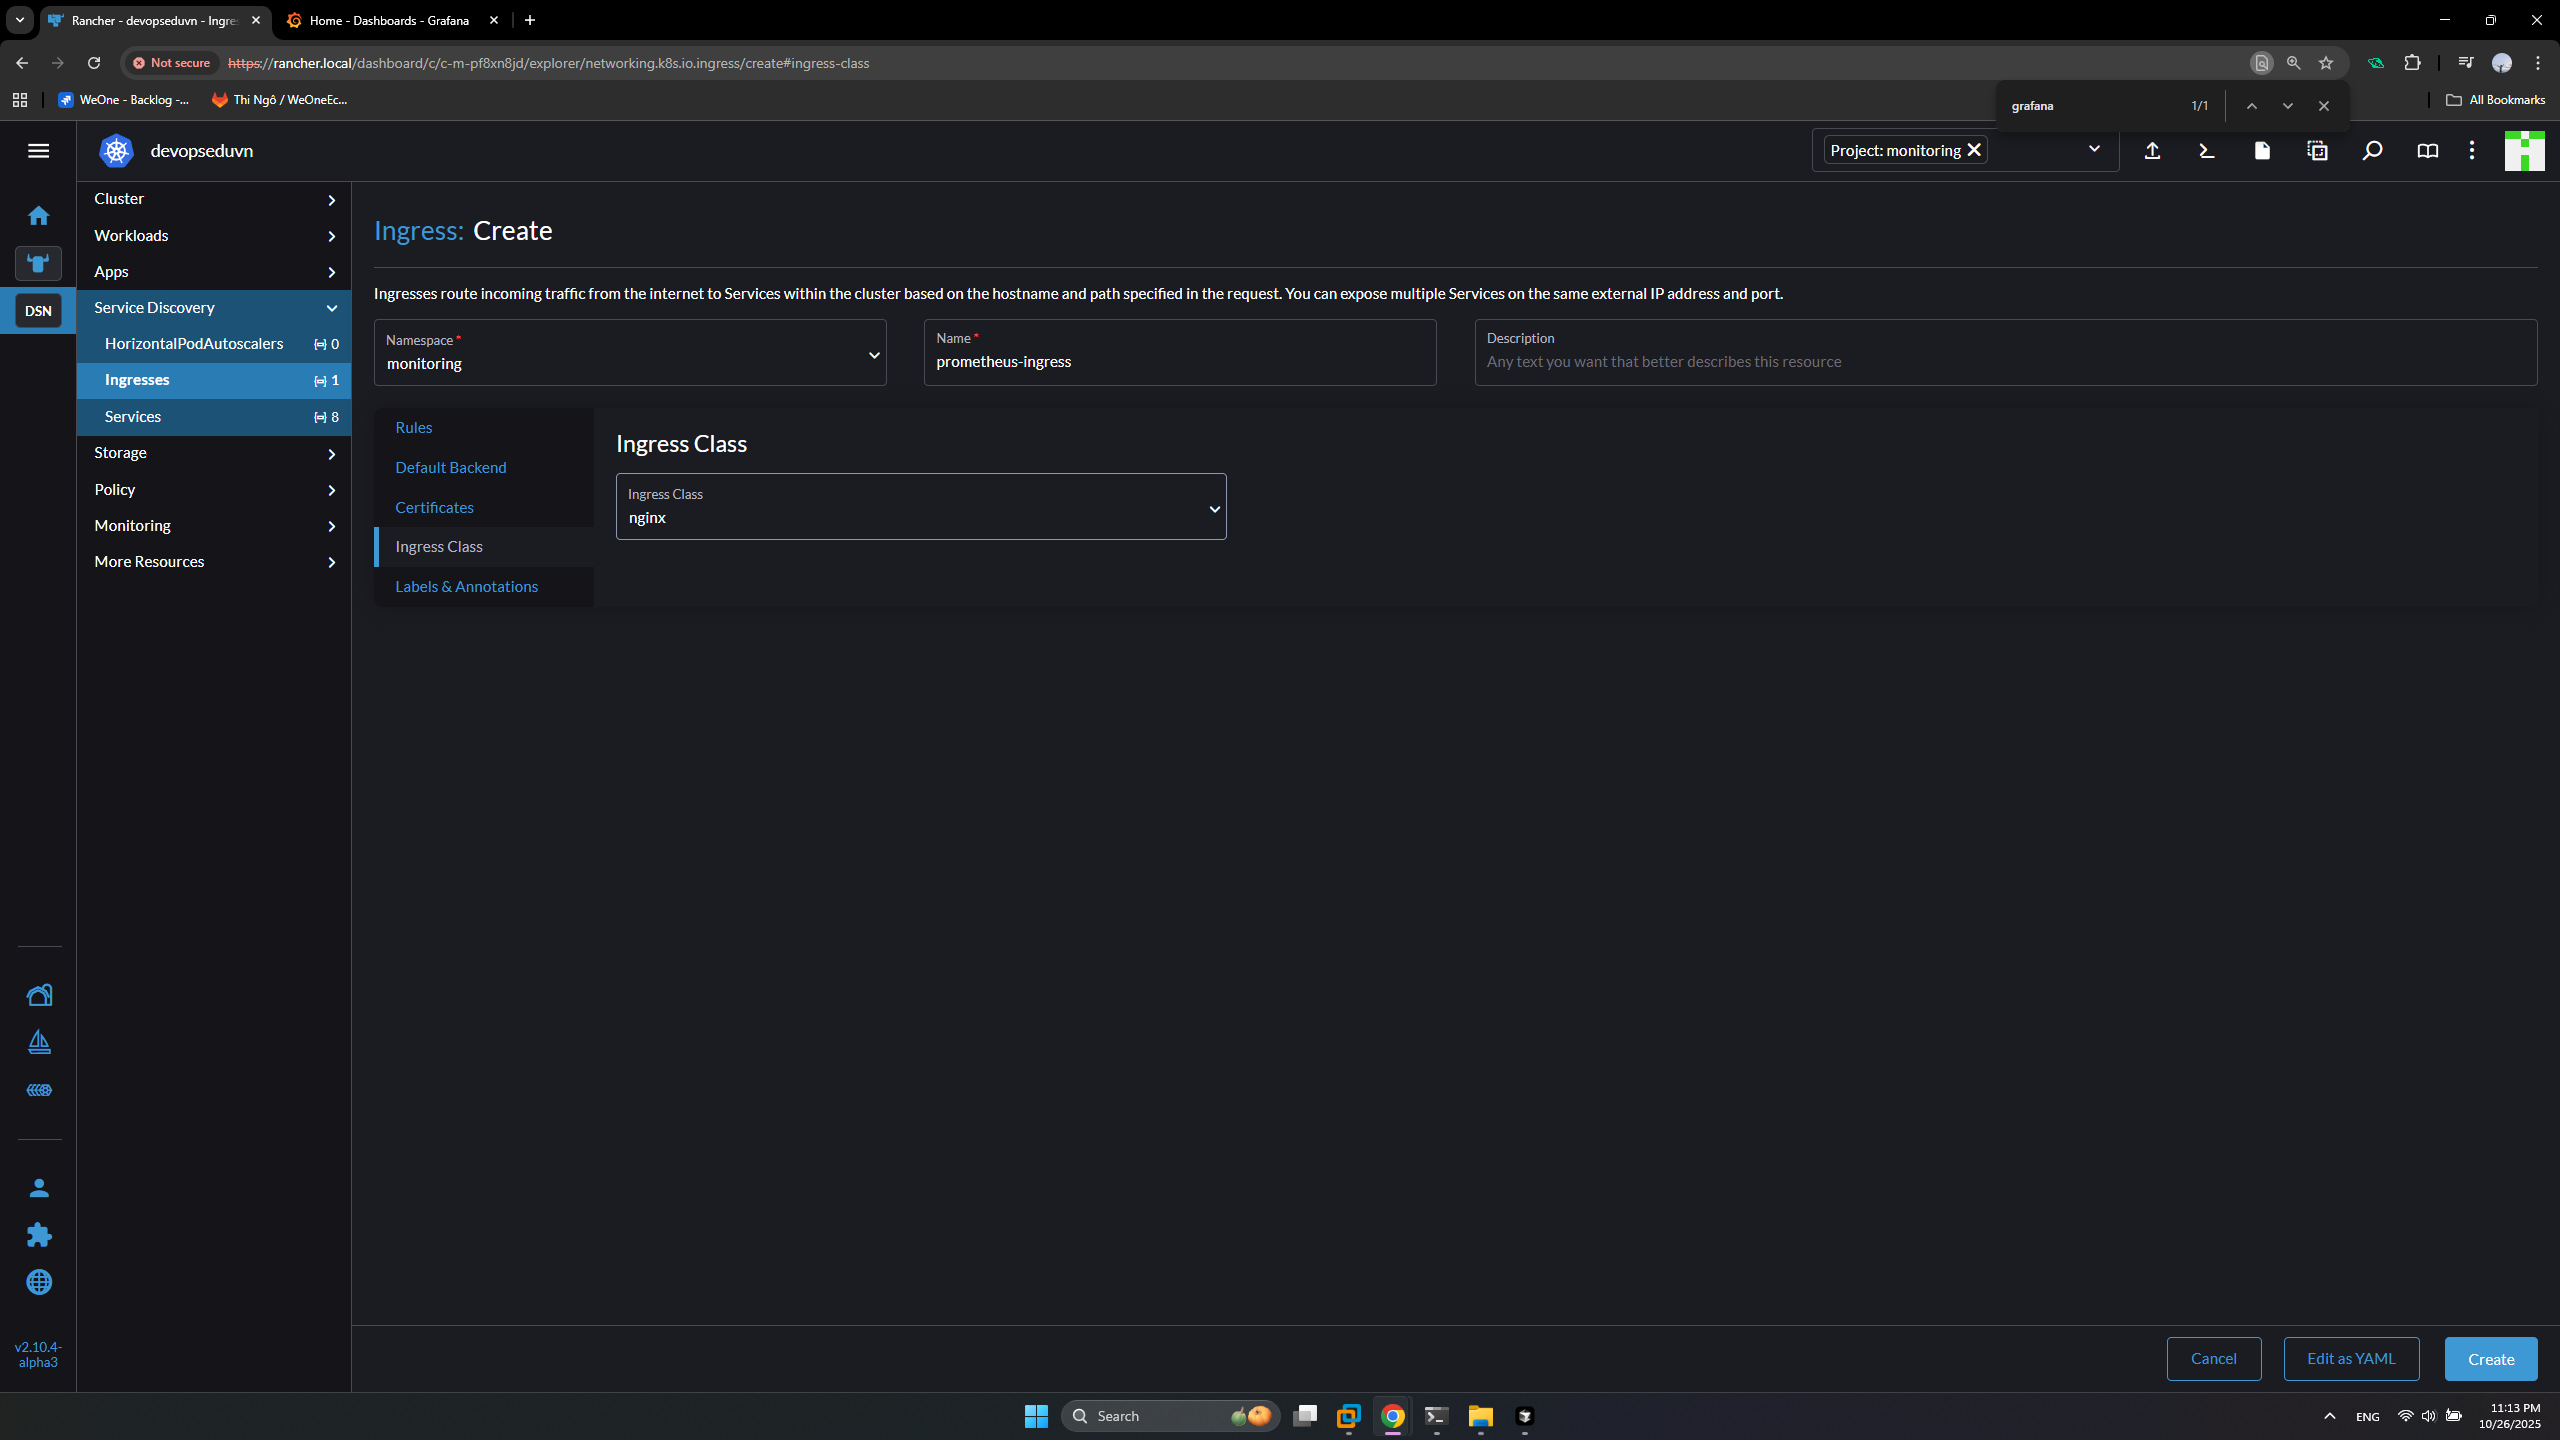 Rancher - devopseduvn - Ingre
Home - Dashboards - Grafana
Not secure
https://rancher.local/dashboard/c/c-m-pf8xn8jd/explorer/networking.k8s.io.ingress/create#ingress-class
WeOne - Backlog -...
Thi Ngô / WeOneEc...
grafana
1/1
All Bookmarks
devopseduvn
Project: monitoring
DSN
Cluster
Workloads
Apps
Service Discovery
HorizontalPodAutoscalers 0
Ingresses 1
Services 8
Storage
Policy
Monitoring
More Resources
Ingress: Create
Ingresses route incoming traffic from the internet to Services within the cluster based on the hostname and path specified in the request. You can expose multiple Services on the same external IP address and port.
Namespace *
monitoring
Name *
prometheus-ingress
Description
Any text you want that better describes this resource
Rules
Default Backend
Certificates
Ingress Class
Labels & Annotations
Ingress Class
Ingress Class
nginx
v2.10.4-
alpha3
Cancel
Edit as YAML
Create
Search
ENG
11:13 PM
10/26/2025